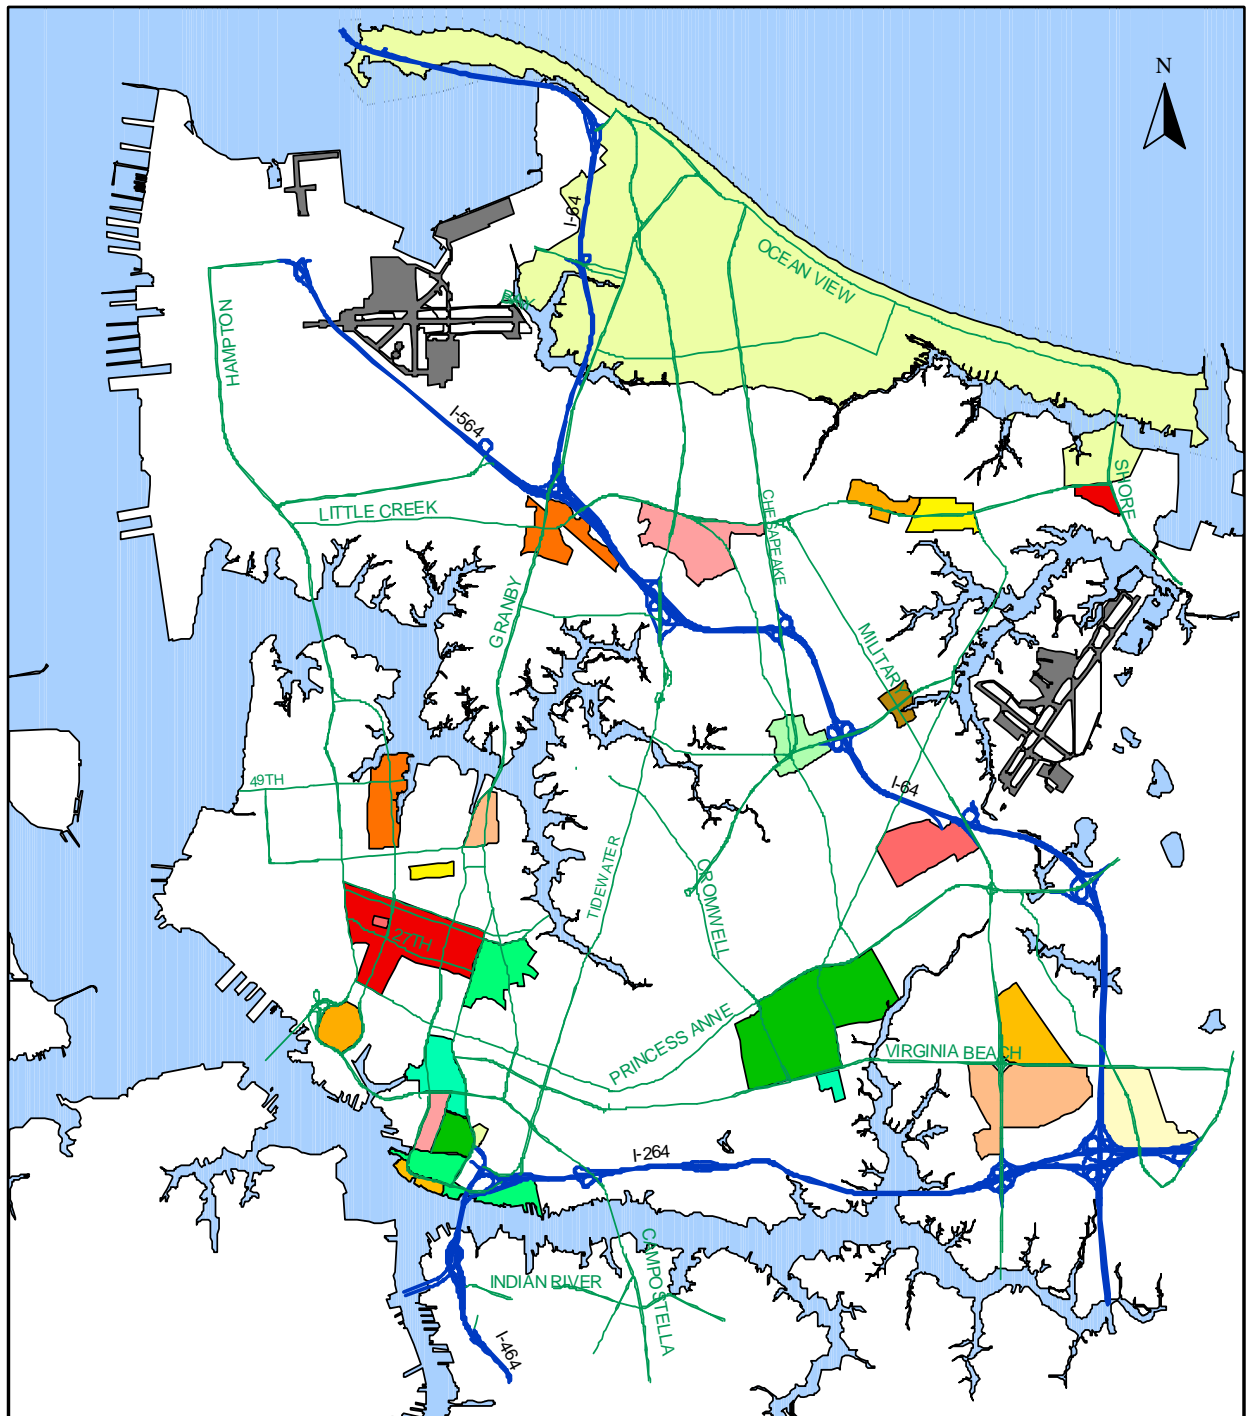 N
I-64
OCEAN VIEW
BAY
HAMPTON
I-564
LITTLE CREEK
CHESAPEAKE
SHORE
GRANBY
MILITARY
49TH
I-64
TIDEWATER
CROMWELL
27TH
PRINCESS ANNE
VIRGINIA BEACH
I-264
CAMPOSTELLA
INDIAN RIVER
I-464